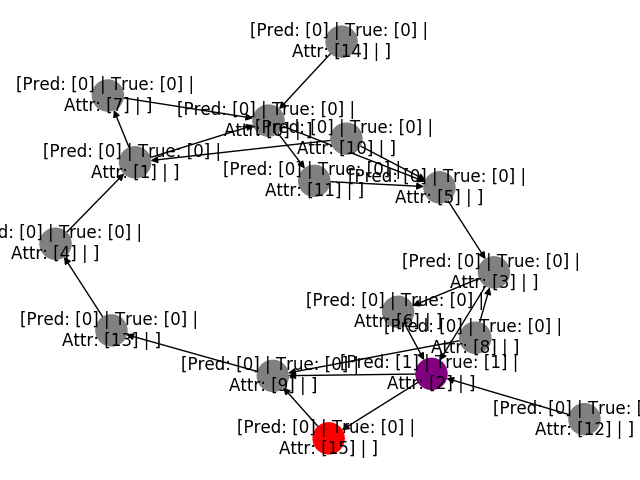 [Pred: [0] | True: [0] |
Attr: [14] | ]
[Pred: [0] | True: [0] |
Attr: [7] | ]
[Pred: [0] | True: [0] |
[Pred: [0] | True: [0] |
Attr: [10] | ]
[Pred: [0] | True: [0] |
Attr: [1] | ]
[Pred: [0] | True: [0] |
Attr: [11] | ]
[Pred: [0] | True: [0] |
Attr: [5] | ]
d: [0] | True: [0] |
Attr: [4] | ]
[Pred: [0] | True: [0] |
Attr: [3] | ]
[Pred: [0] | True: [0] |
Attr: [6] | ]
[Pred: [0] | True: [0] |
Attr: [8] | ]
[Pred: [0] | True: [0] |
Attr: [13] | ]
[Pred: [0] | True: [0] |
Attr: [9] | ]
[Pred: [1] | True: [1] |
Attr: [2] | ]
[Pred: [0] | True: [
Attr: [12] | ]
[Pred: [0] | True: [0] |
Attr: [15] | ]